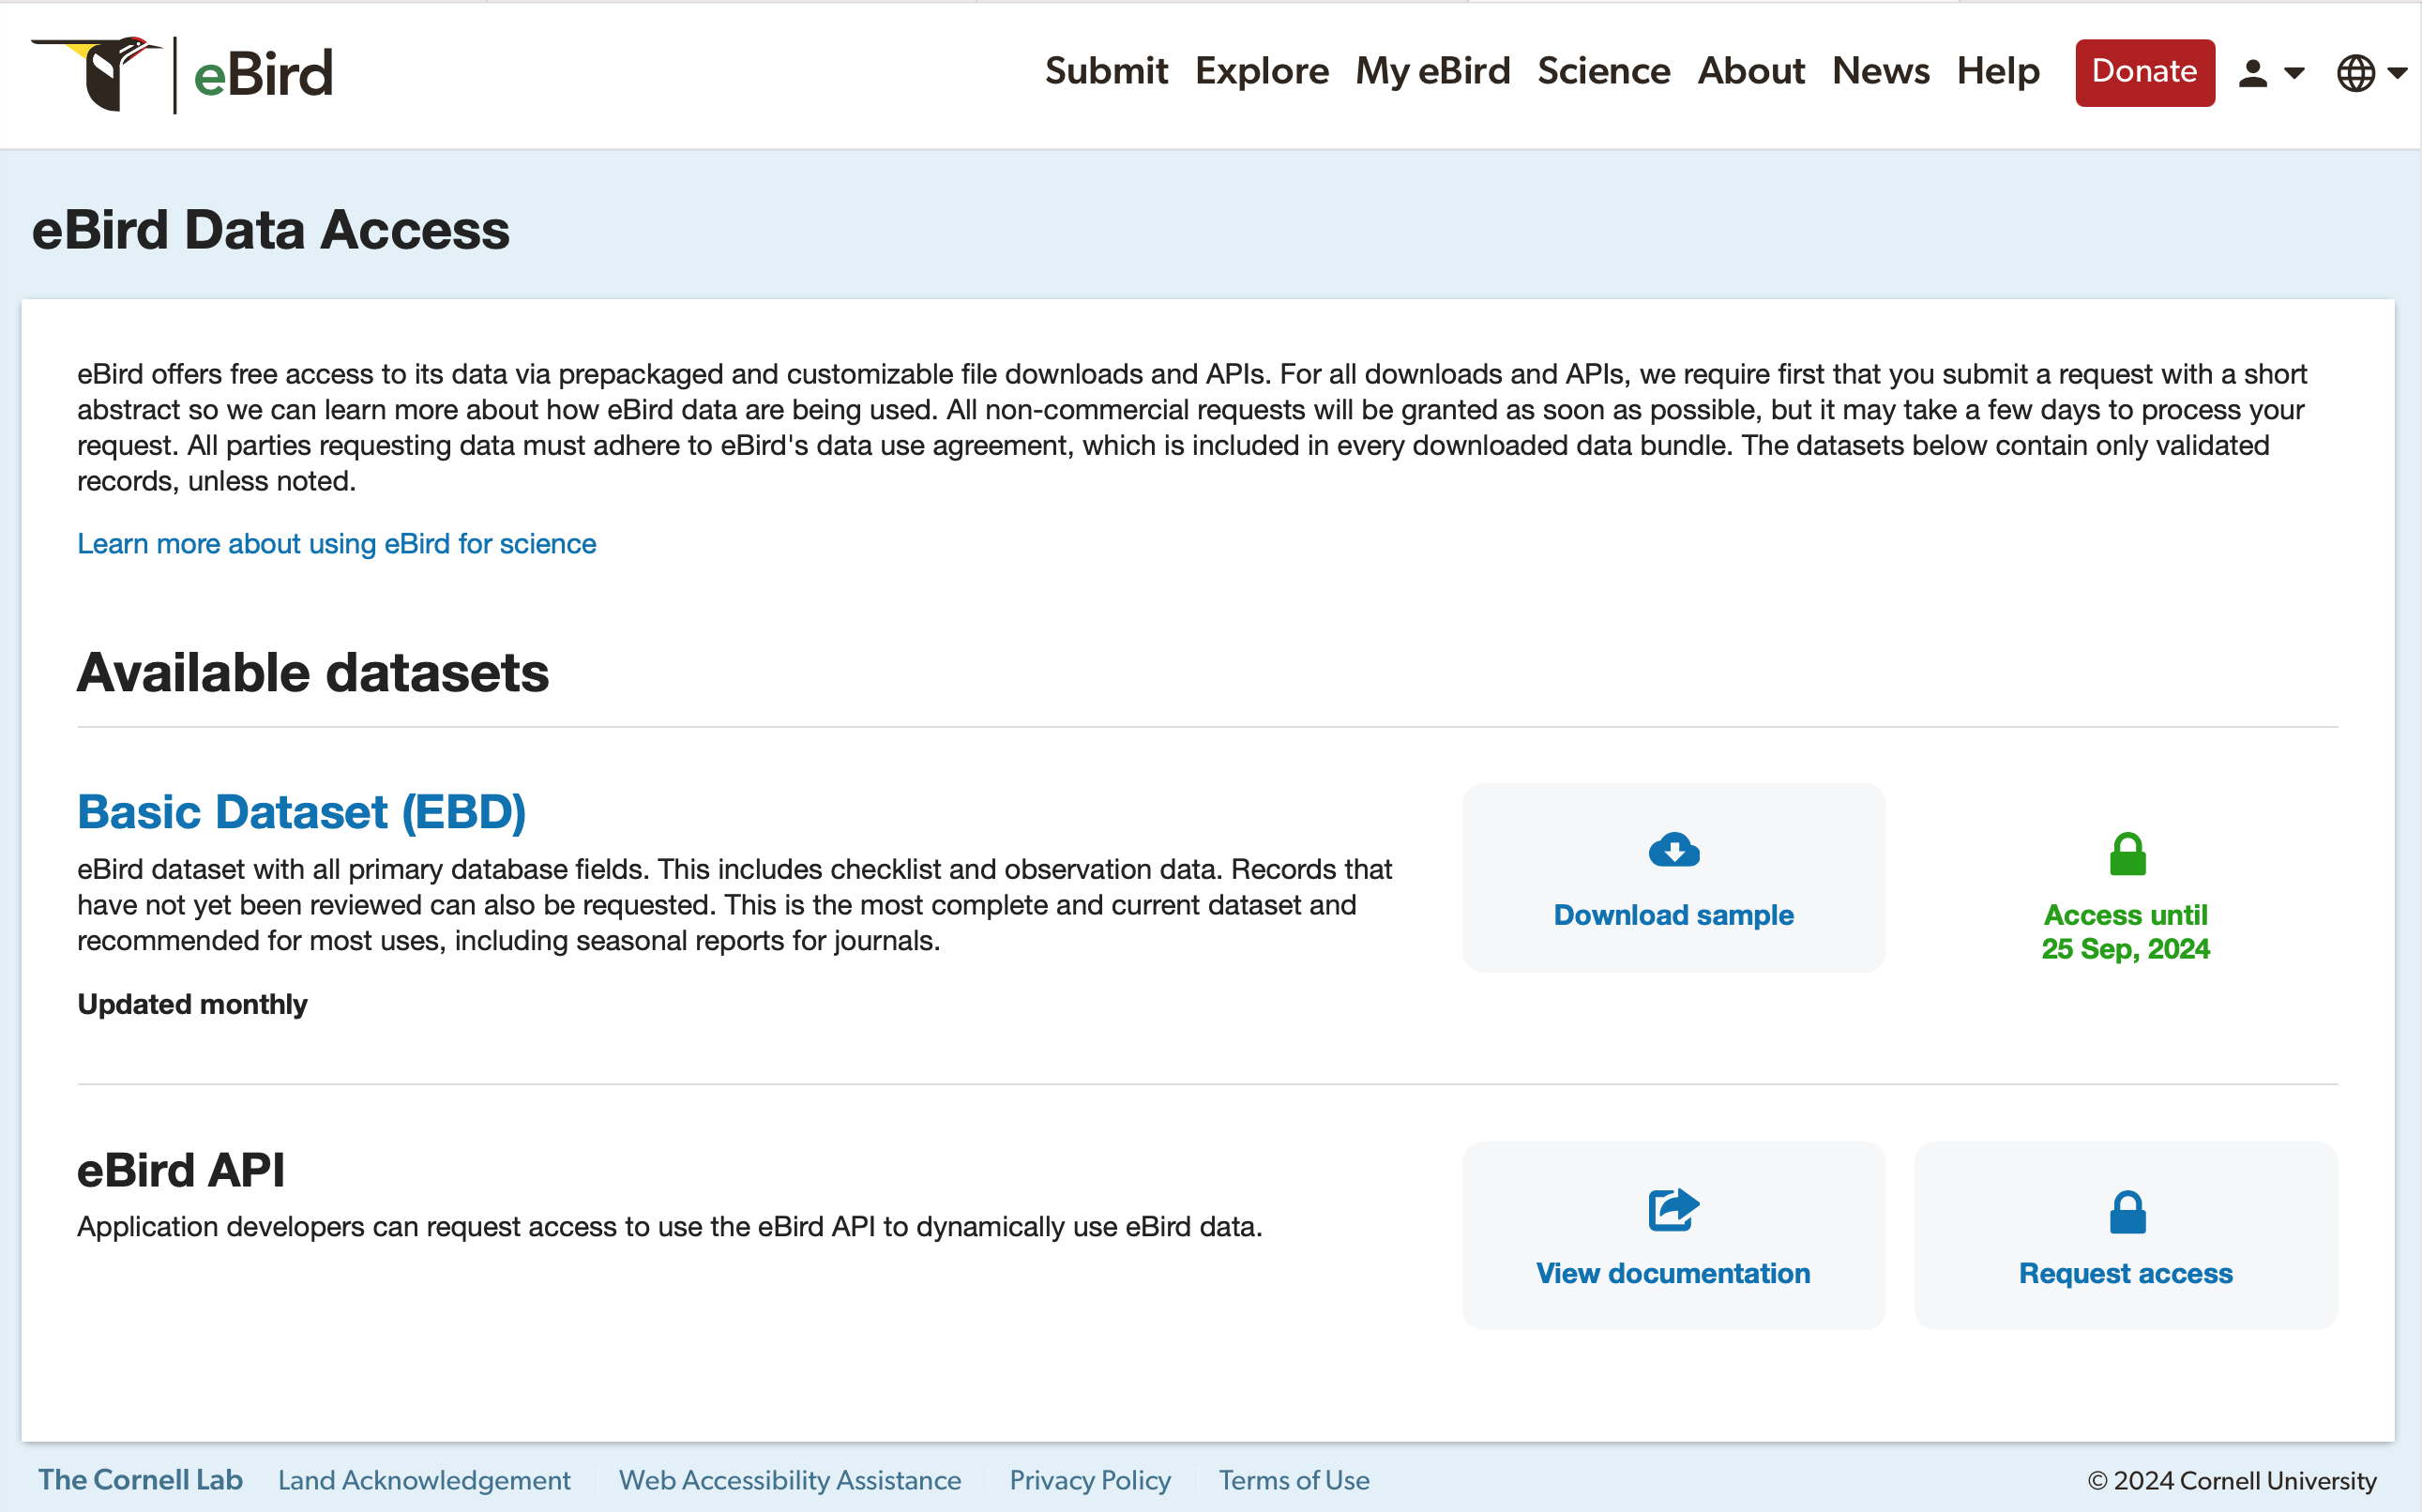 eBird
Submit Explore My eBird Science About News Help Donate
eBird Data Access
eBird offers free access to its data via prepackaged and customizable file downloads and APIs. For all downloads and APIs, we require first that you submit a request with a short
abstract so we can learn more about how eBird data are being used. All non-commercial requests will be granted as soon as possible, but it may take a few days to process your
request. All parties requesting data must adhere to eBird's data use agreement, which is included in every downloaded data bundle. The datasets below contain only validated
records, unless noted.
Learn more about using eBird for science
Available datasets
Basic Dataset (EBD)
eBird dataset with all primary database fields. This includes checklist and observation data. Records that
have not yet been reviewed can also be requested. This is the most complete and current dataset and
recommended for most uses, including seasonal reports for journals.
Updated monthly
Download sample
Access until
25 Sep, 2024
eBird API
Application developers can request access to use the eBird API to dynamically use eBird data.
View documentation
Request access
The Cornell Lab Land Acknowledgement Web Accessibility Assistance Privacy Policy Terms of Use
© 2024 Cornell University